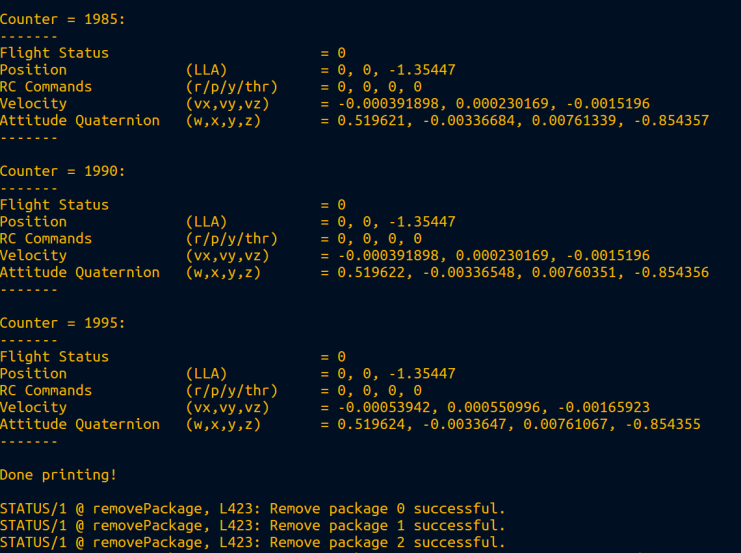 Counter = 1985:
-------
Flight Status = 0
Position (LLA) = 0, 0, -1.35447
RC Commands (r/p/y/thr) = 0, 0, 0, 0
Velocity (vx,vy,vz) = -0.000391898, 0.000230169, -0.0015196
Attitude Quaternion (w,x,y,z) = 0.519621, -0.00336684, 0.00761339, -0.854357
-------
Counter = 1990:
-------
Flight Status = 0
Position (LLA) = 0, 0, -1.35447
RC Commands (r/p/y/thr) = 0, 0, 0, 0
Velocity (vx,vy,vz) = -0.000391898, 0.000230169, -0.0015196
Attitude Quaternion (w,x,y,z) = 0.519622, -0.00336548, 0.00760351, -0.854356
-------
Counter = 1995:
-------
Flight Status = 0
Position (LLA) = 0, 0, -1.35447
RC Commands (r/p/y/thr) = 0, 0, 0, 0
Velocity (vx,vy,vz) = -0.00053942, 0.000550996, -0.00165923
Attitude Quaternion (w,x,y,z) = 0.519624, -0.0033647, 0.00761067, -0.854355
-------
Done printing!
STATUS/1 @ removePackage, L423: Remove package 0 successful.
STATUS/1 @ removePackage, L423: Remove package 1 successful.
STATUS/1 @ removePackage, L423: Remove package 2 successful.